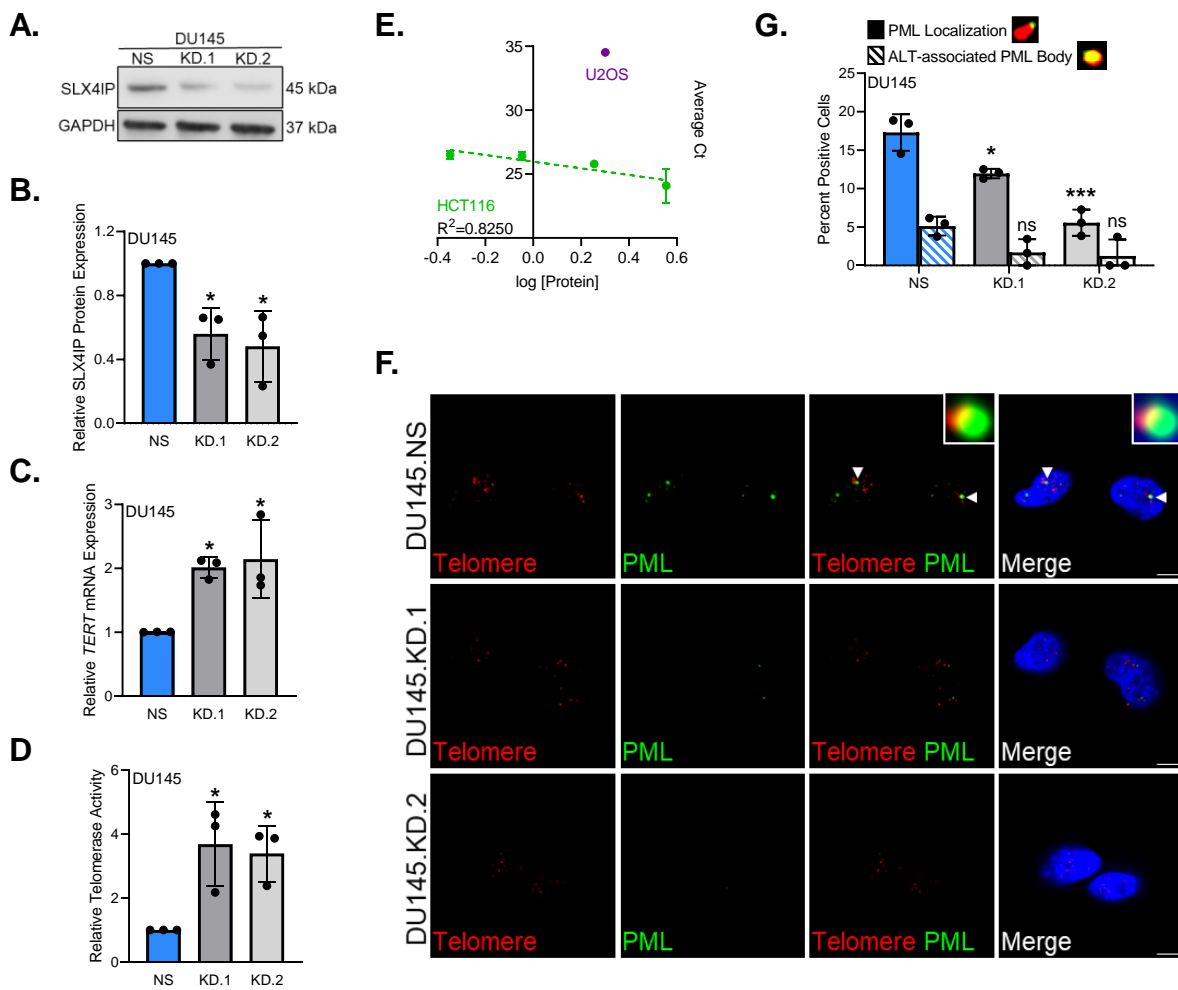 A.
DU145
NS KD.1 KD.2
SLX4IP 45 kDa
GAPDH 37 kDa
B.
Relative SLX4IP Protein Expression
1.2
0.8
0.4
0.0
DU145
* *
NS KD.1 KD.2
C.
Relative TERT mRNA Expression
3
2
1
0
DU145
* *
NS KD.1 KD.2
D
Relative Telomerase Activity
6
4
2
0
DU145
* *
NS KD.1 KD.2
E.
35
30
25
20
U2OS
Average Ct
HCT116
R²=0.8250
-0.4 -0.2 0.0 0.2 0.4 0.6
log [Protein]
G.
PML Localization
ALT-associated PML Body
Percent Positive Cells
25
20
15
10
5
0
DU145
* ns *** ns
NS KD.1 KD.2
F.
DU145.NS
Telomere PML Telomere PML Merge
DU145.KD.1
Telomere PML Telomere PML Merge
DU145.KD.2
Telomere PML Telomere PML Merge